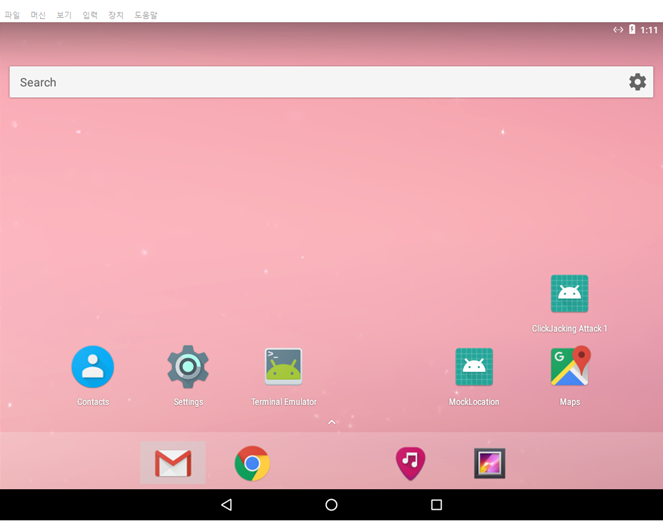 파일 머신 보기 입력 장치 도움말
1:11
Search
ClickJacking Attack 1
Contacts Settings Terminal Emulator MockLocation Maps